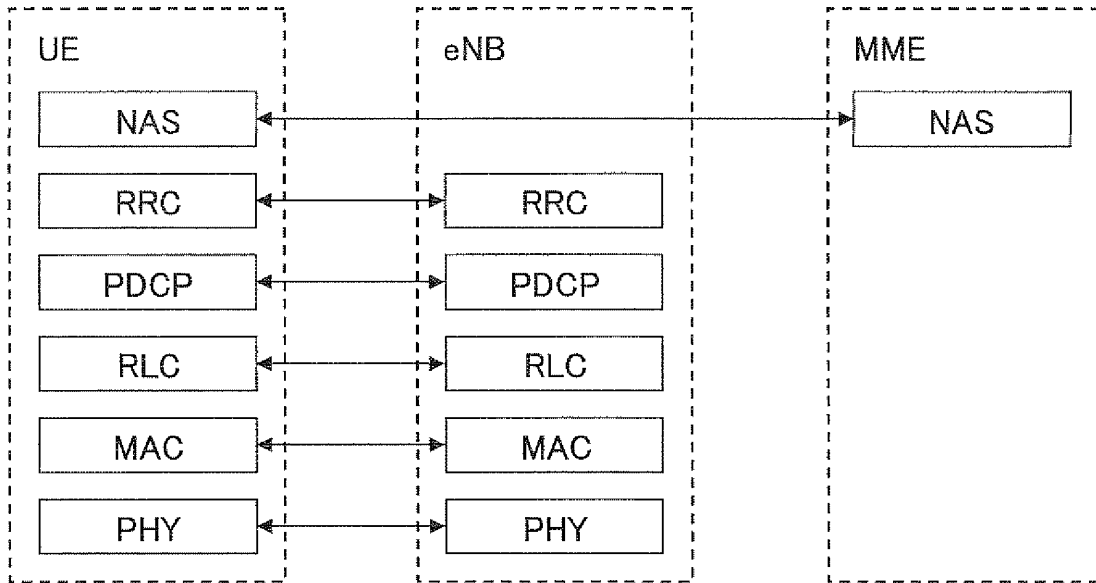 UE eNB MME
NAS NAS
RRC RRC
PDCP PDCP
RLC RLC
MAC MAC
PHY PHY